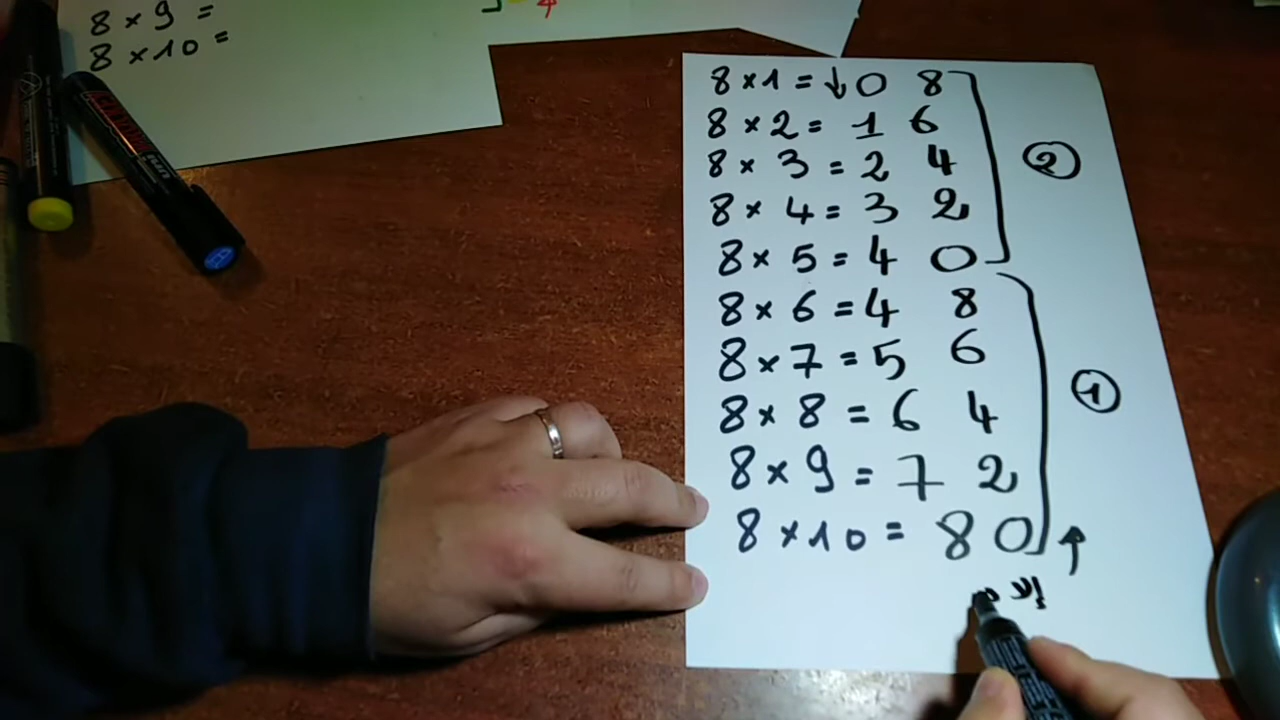 8 × 9 =
8 × 10 =
4
8 × 1 = ↓ 0 8
8 × 2 = 1 6
8 × 3 = 2 4
8 × 4 = 3 2
8 × 5 = 4 0
8 × 6 = 4 8
8 × 7 = 5 6
8 × 8 = 6 4
8 × 9 = 7 2
8 × 10 = 8 0 ↑
②
①